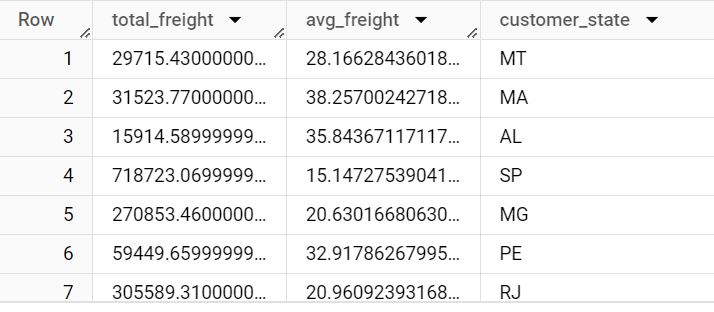 Row total_freight avg_freight customer_state
1 29715.43000000... 28.16628436018... MT
2 31523.77000000... 38.25700242718... MA
3 15914.58999999... 35.84367117117... AL
4 718723.0699999... 15.14727539041... SP
5 270853.4600000... 20.63016680630... MG
6 59449.65999999... 32.91786267995... PE
7 305589.3100000... 20.96092393168... RJ